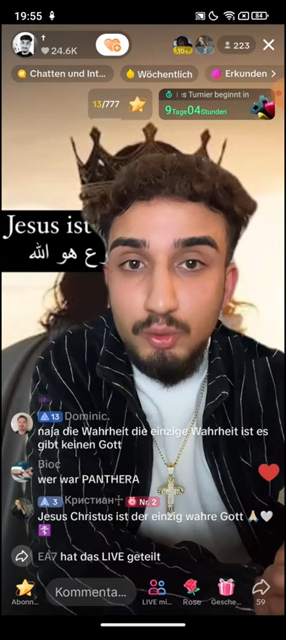 19:55
84
†
24.6K
223
Chatten und Int...
Wöchentlich
Erkunden
13/777
s Turnier beginnt in
9Tage04Stunden
Jesus ist
ع هو الله
13 Dominic.
naja die Wahrheit die einzige Wahrheit ist es
gibt keinen Gott
Bioc
wer war PANTHERA
3 Кристиан† № 2
Jesus Christus ist der einzig wahre Gott 🙏🏻🤍
✝️
EA7 hat das LIVE geteilt
Abonn...
Kommenta...
LIVE mi...
Rose
Gesche...
59